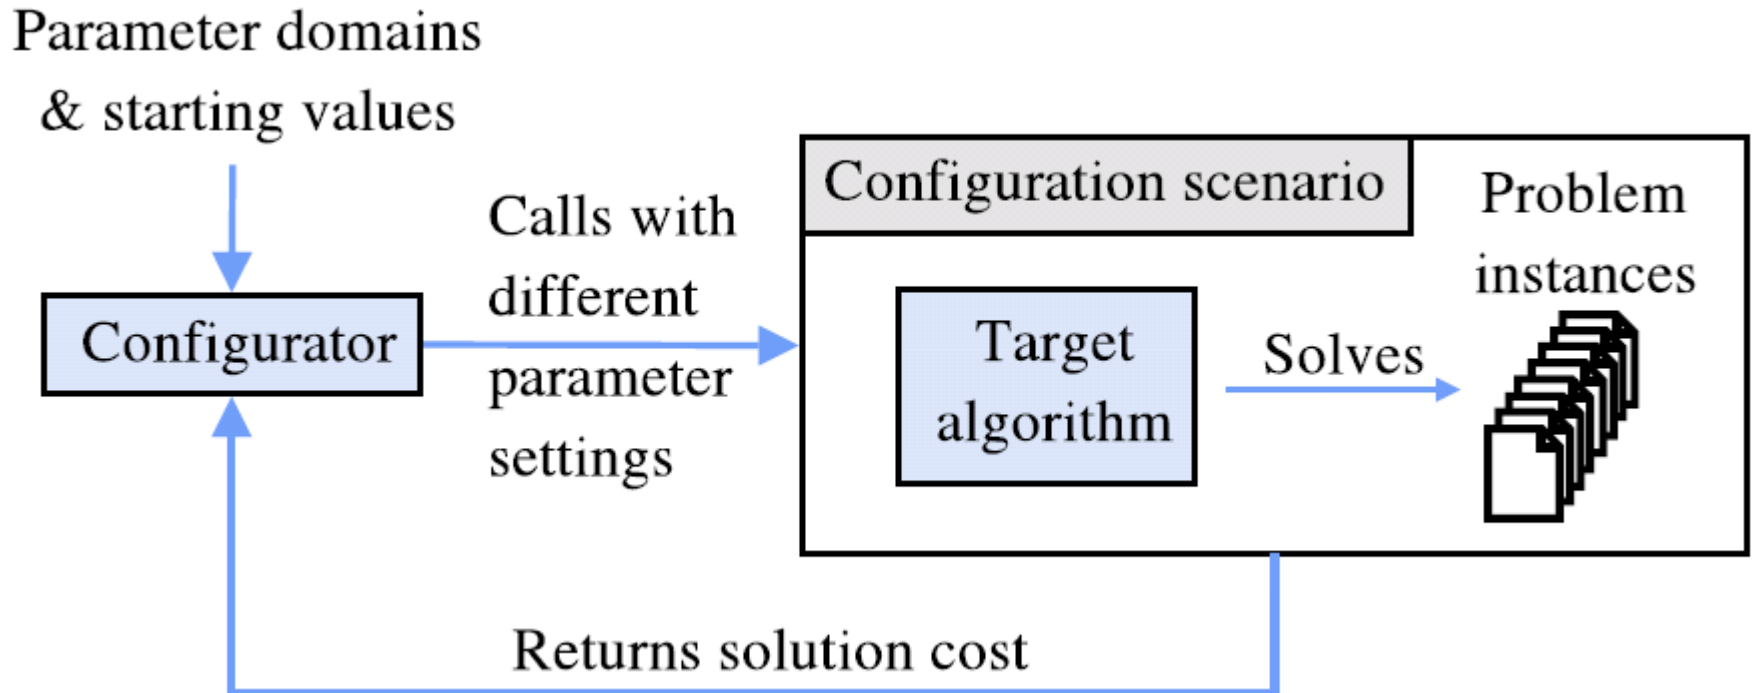 Parameter domains
& starting values
Configurator
Calls with
different
parameter
settings
Configuration scenario
Target
algorithm
Solves
Problem
instances
Returns solution cost